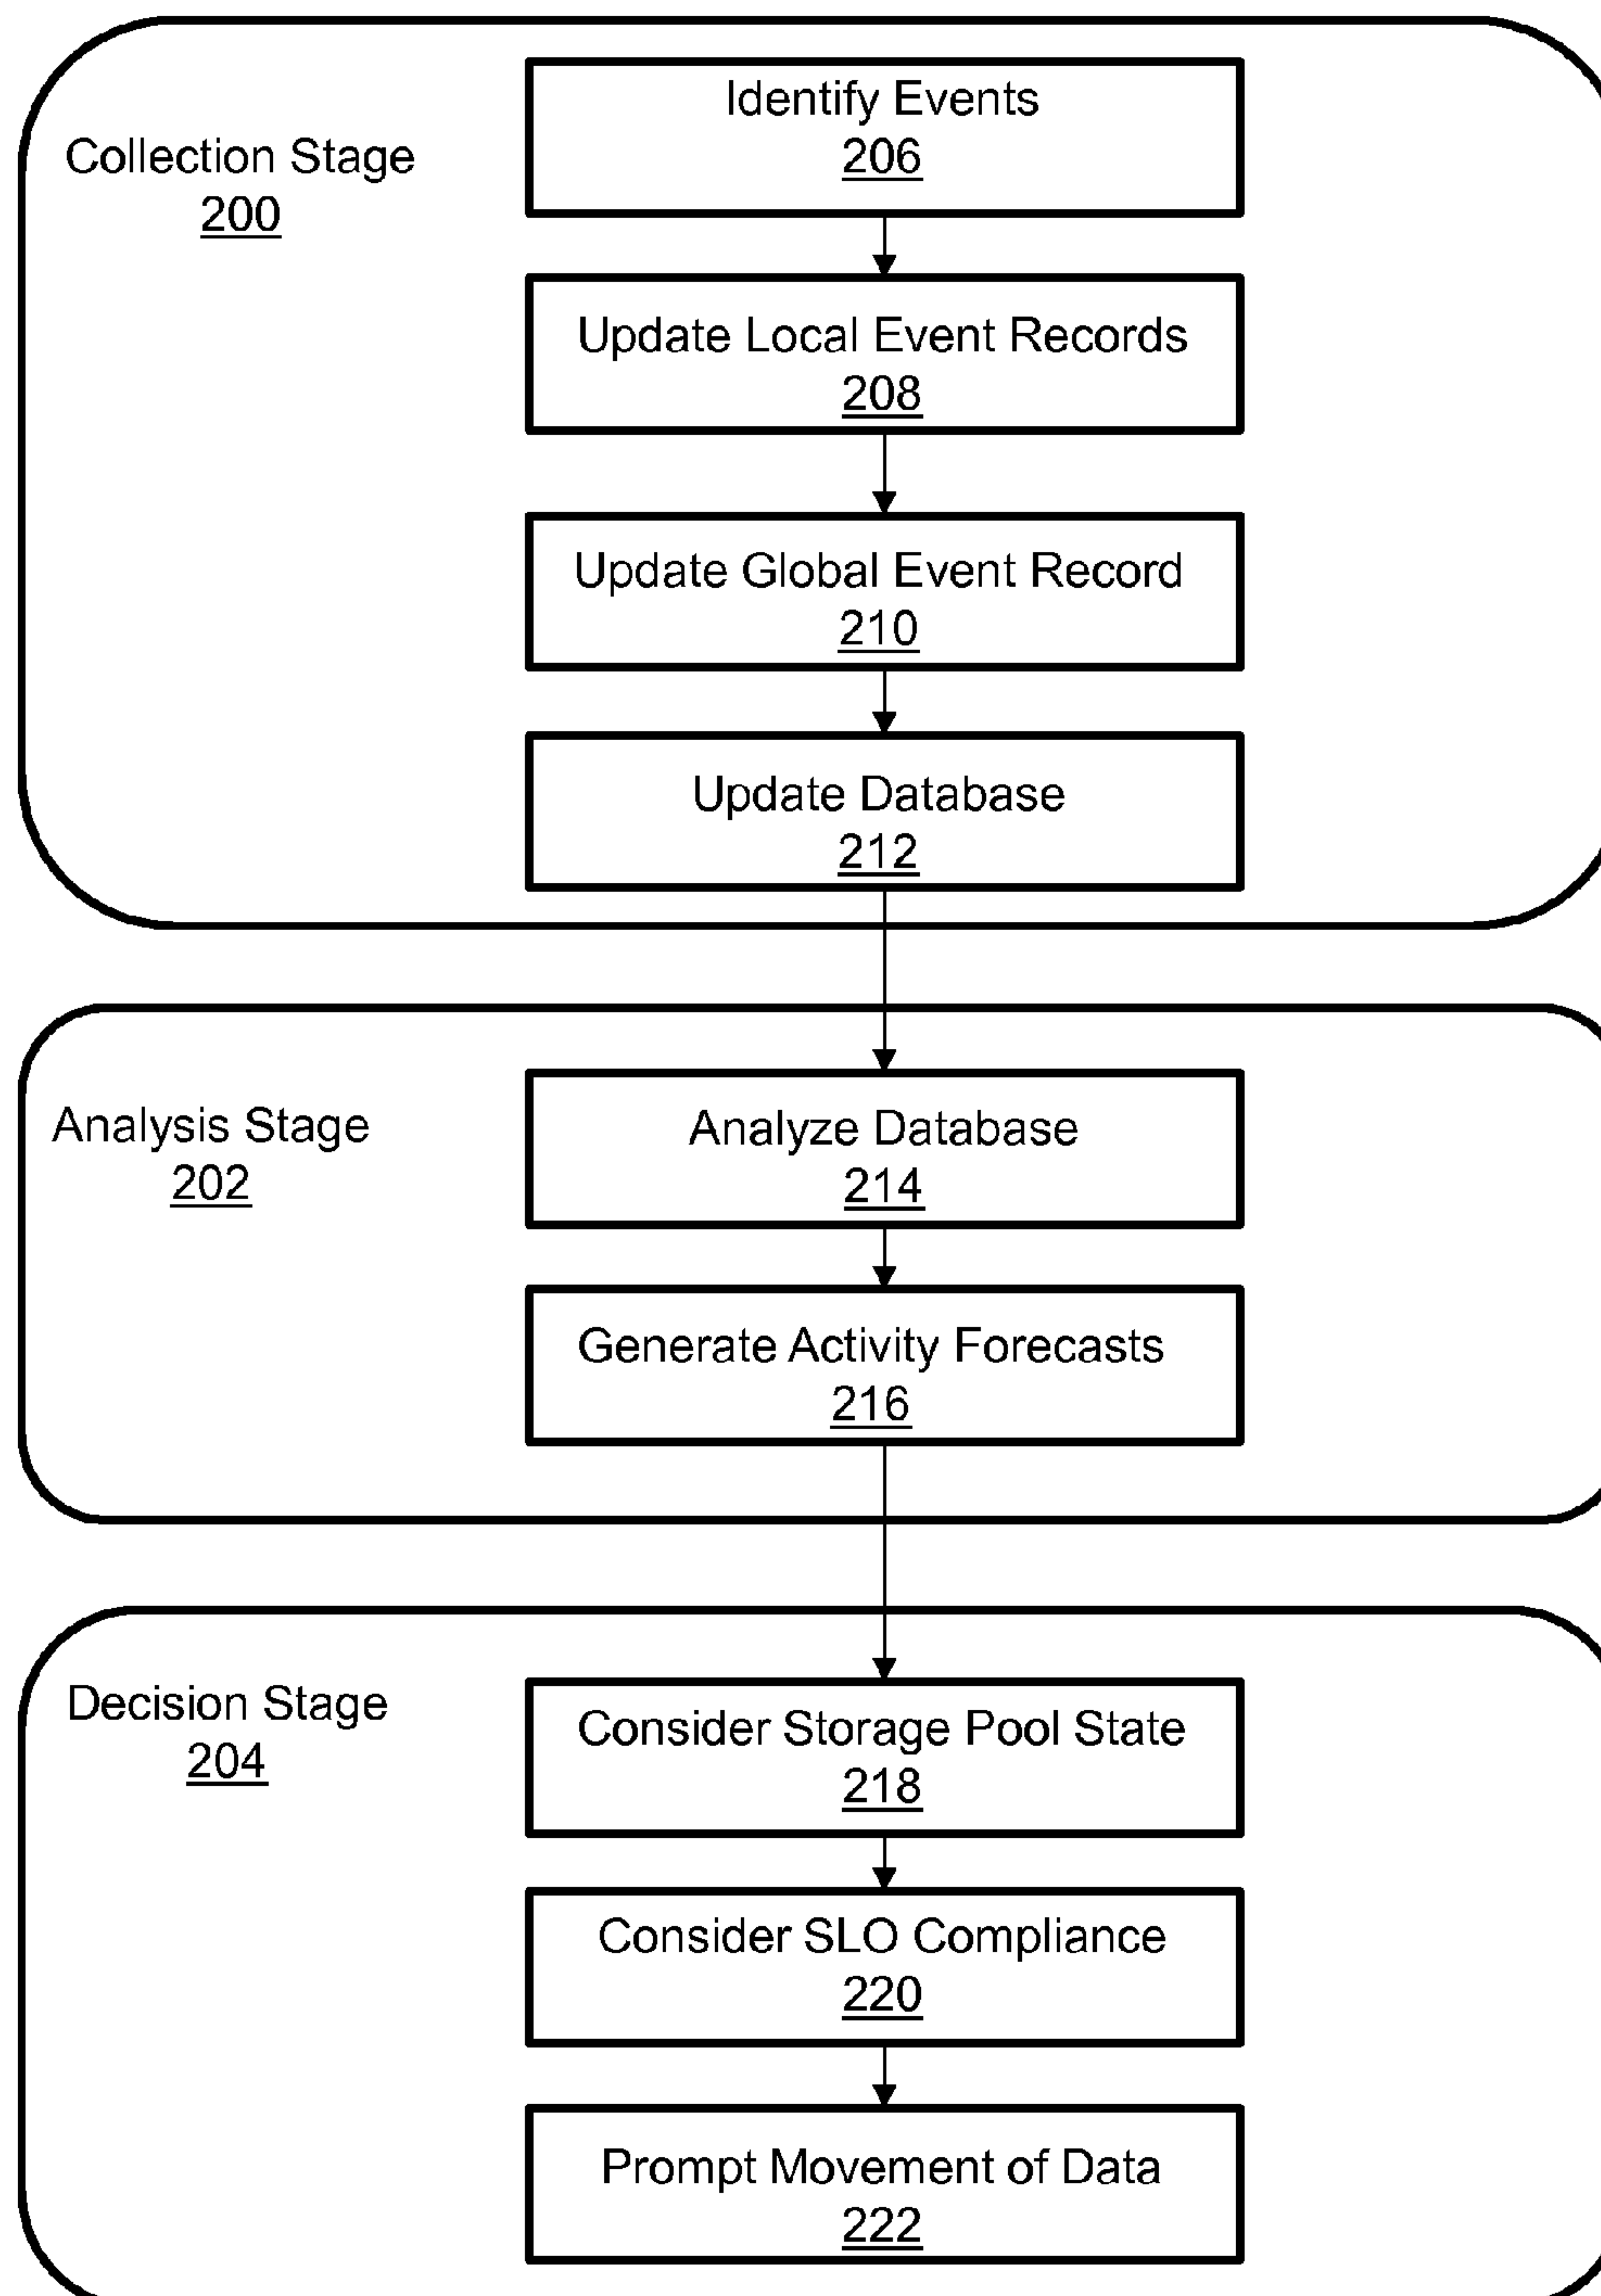 Collection Stage
200
Identify Events
206
Update Local Event Records
208
Update Global Event Record
210
Update Database
212
Analysis Stage
202
Analyze Database
214
Generate Activity Forecasts
216
Decision Stage
204
Consider Storage Pool State
218
Consider SLO Compliance
220
Prompt Movement of Data
222